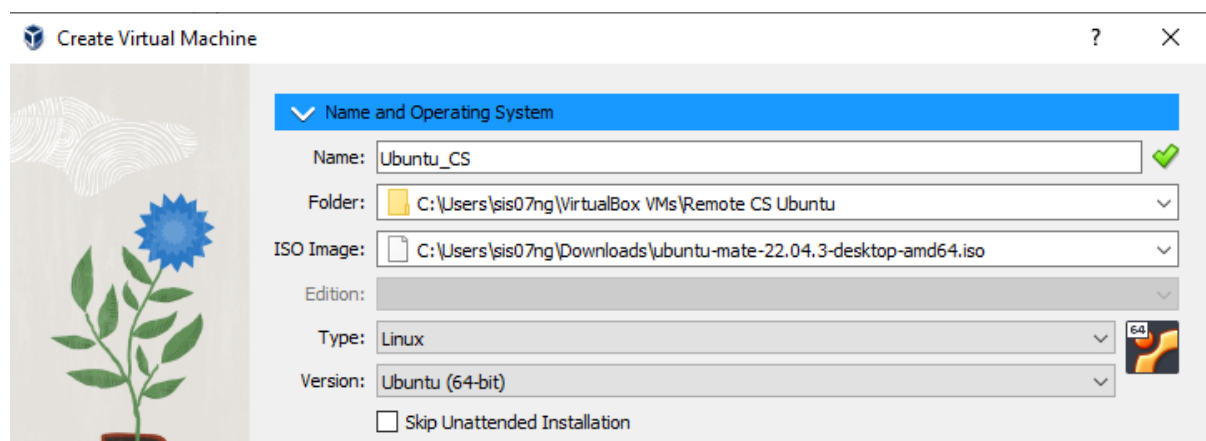 Create Virtual Machine ?
Name and Operating System
Name: Ubuntu_CS
Folder: C:\Users\sis07ng\VirtualBox VMs\Remote CS Ubuntu
ISO Image: C:\Users\sis07ng\Downloads\ubuntu-mate-22.04.3-desktop-amd64.iso
Edition:
Type: Linux
64
Version: Ubuntu (64-bit)
Skip Unattended Installation